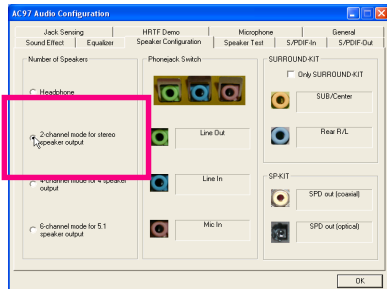 AC97 Audio Configuration
Jack Sensing
HRTF Demo
Microphone
General
Sound Effect
Equalizer
Speaker Configuration
Speaker Test
S/PDIF-In
S/PDIF-Out
Number of Speakers
Headphone
2-channel mode for stereo
speaker output
4-channel mode for 4 speaker
output
6-channel mode for 5.1
speaker output
Phonejack Switch
Line Out
Line In
Mic In
SURROUND-KIT
Only SURROUND-KIT
SUB/Center
Rear R/L
SP-KIT
SPD out (coaxial)
SPD out (optical)
OK